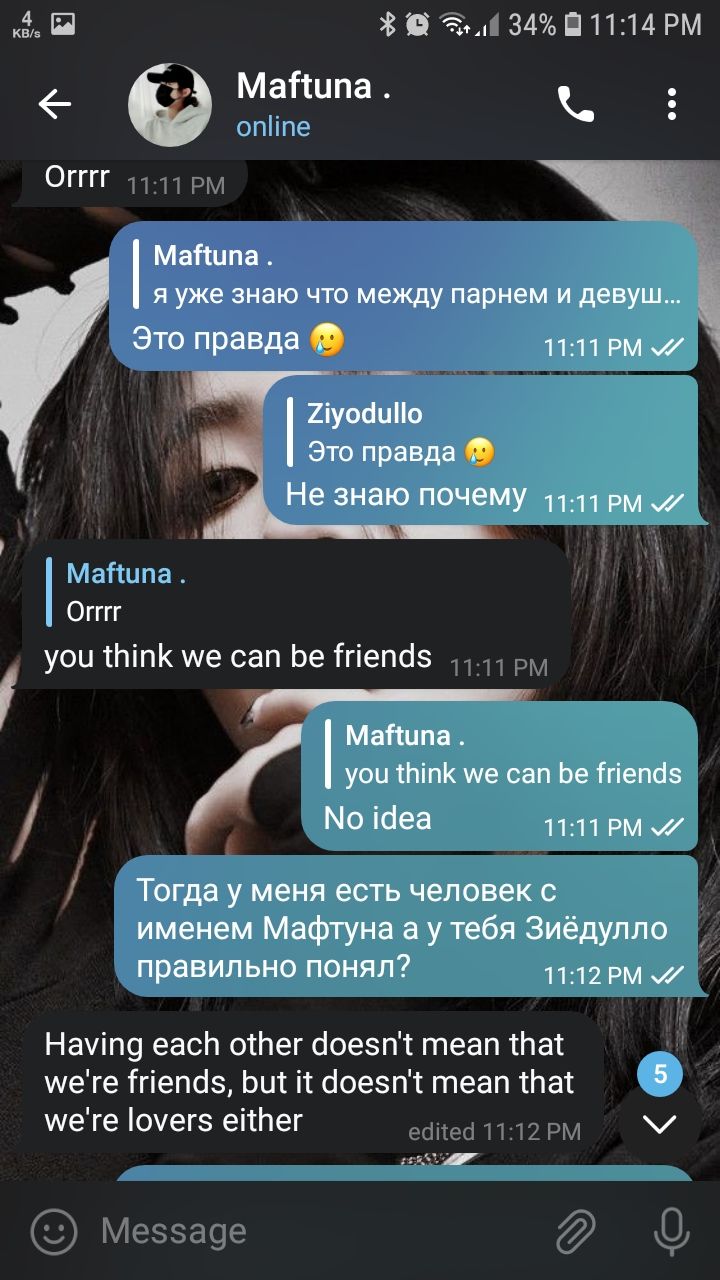 4
KB/s
34%
11:14 PM
Maftuna .
online
Orrrr 11:11 PM
Maftuna .
я уже знаю что между парнем и девуш...
Это правда 🥲 11:11 PM
Ziyodullo
Это правда 🥲
Не знаю почему 11:11 PM
Maftuna .
Orrrr
you think we can be friends 11:11 PM
Maftuna .
you think we can be friends
No idea 11:11 PM
Тогда у меня есть человек с
именем Мафтуна а у тебя Зиёдулло
правильно понял? 11:12 PM
Having each other doesn't mean that
we're friends, but it doesn't mean that
we're lovers either edited 11:12 PM
5
Message